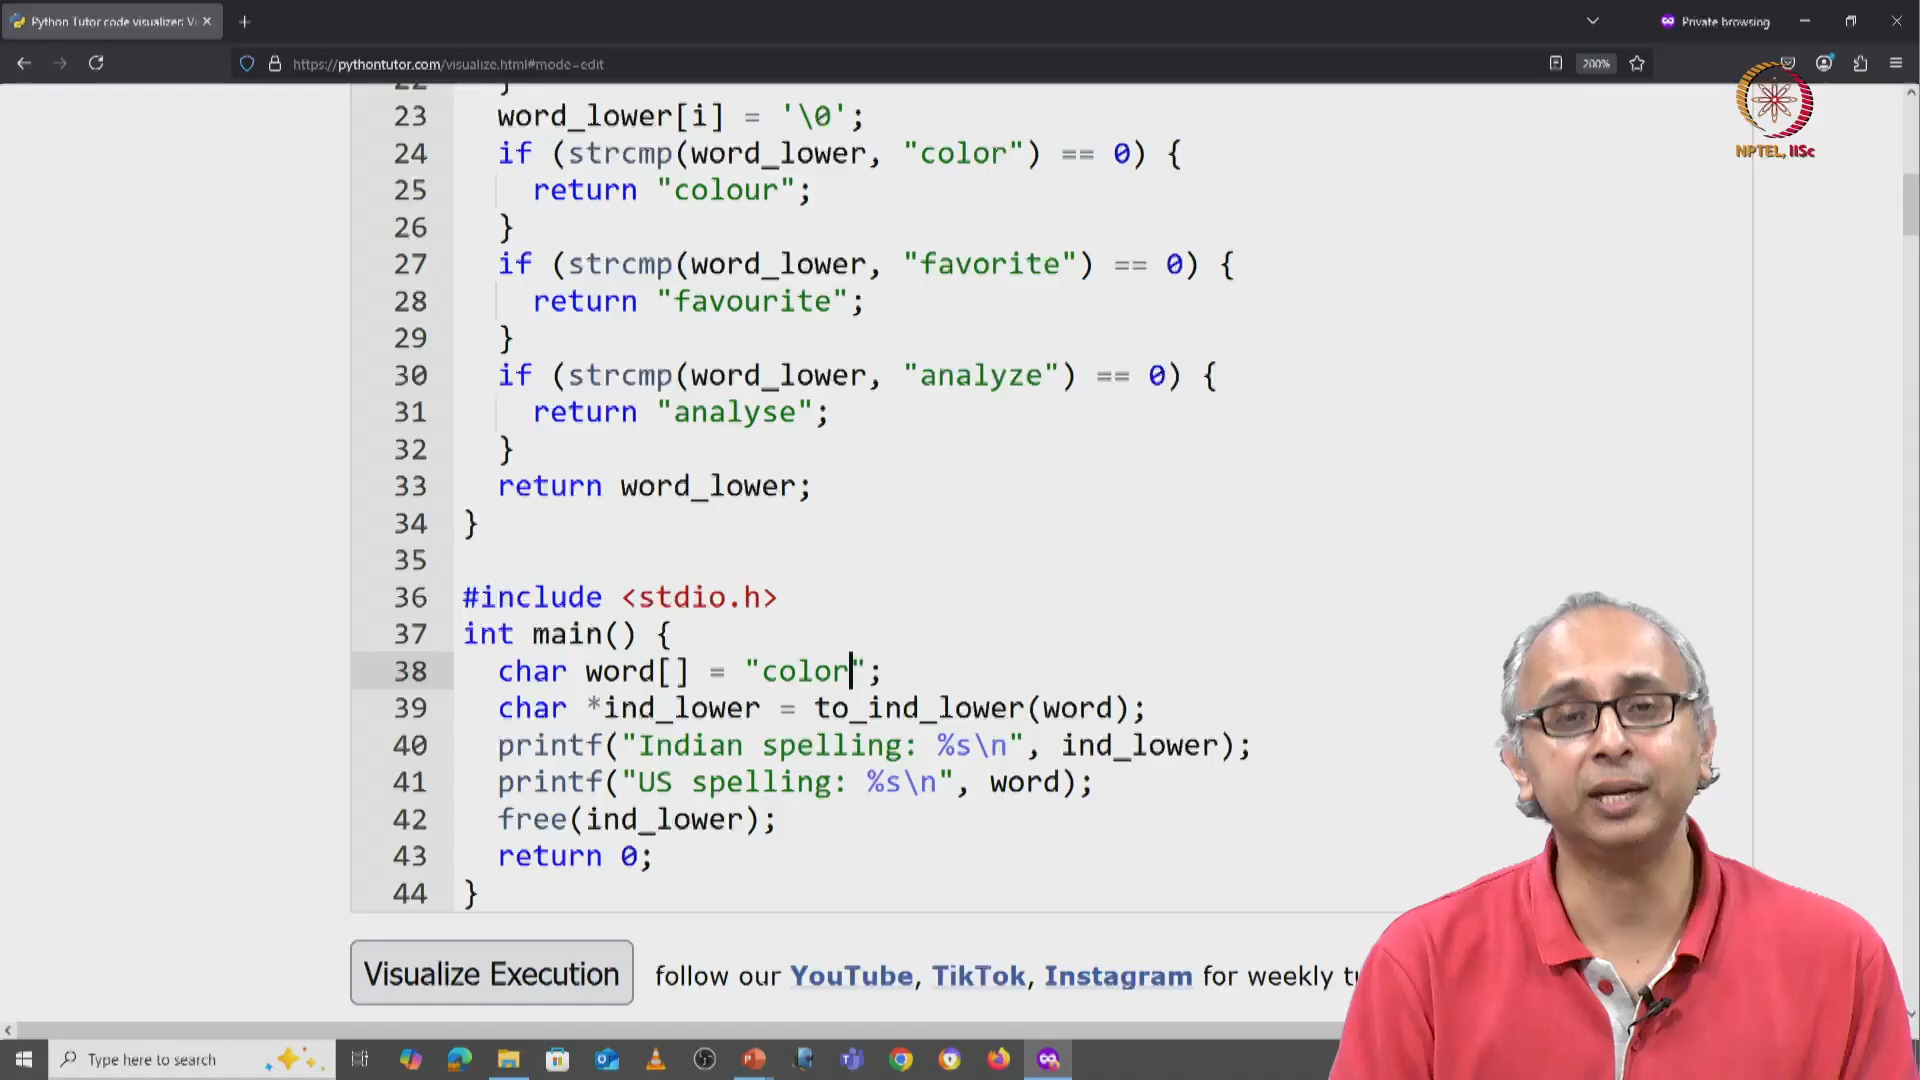 Python Tutor code visualizer: V
Private browsing
https://pythontutor.com/visualize.html#mode=edit
200%
NPTEL, IISc
22 }
23 word_lower[i] = '\0';
24 if (strcmp(word_lower, "color") == 0) {
25 return "colour";
26 }
27 if (strcmp(word_lower, "favorite") == 0) {
28 return "favourite";
29 }
30 if (strcmp(word_lower, "analyze") == 0) {
31 return "analyse";
32 }
33 return word_lower;
34 }
35
36 #include <stdio.h>
37 int main() {
38 char word[] = "color";
39 char *ind_lower = to_ind_lower(word);
40 printf("Indian spelling: %s\n", ind_lower);
41 printf("US spelling: %s\n", word);
42 free(ind_lower);
43 return 0;
44 }
Visualize Execution follow our YouTube, TikTok, Instagram for weekly tu
Type here to search